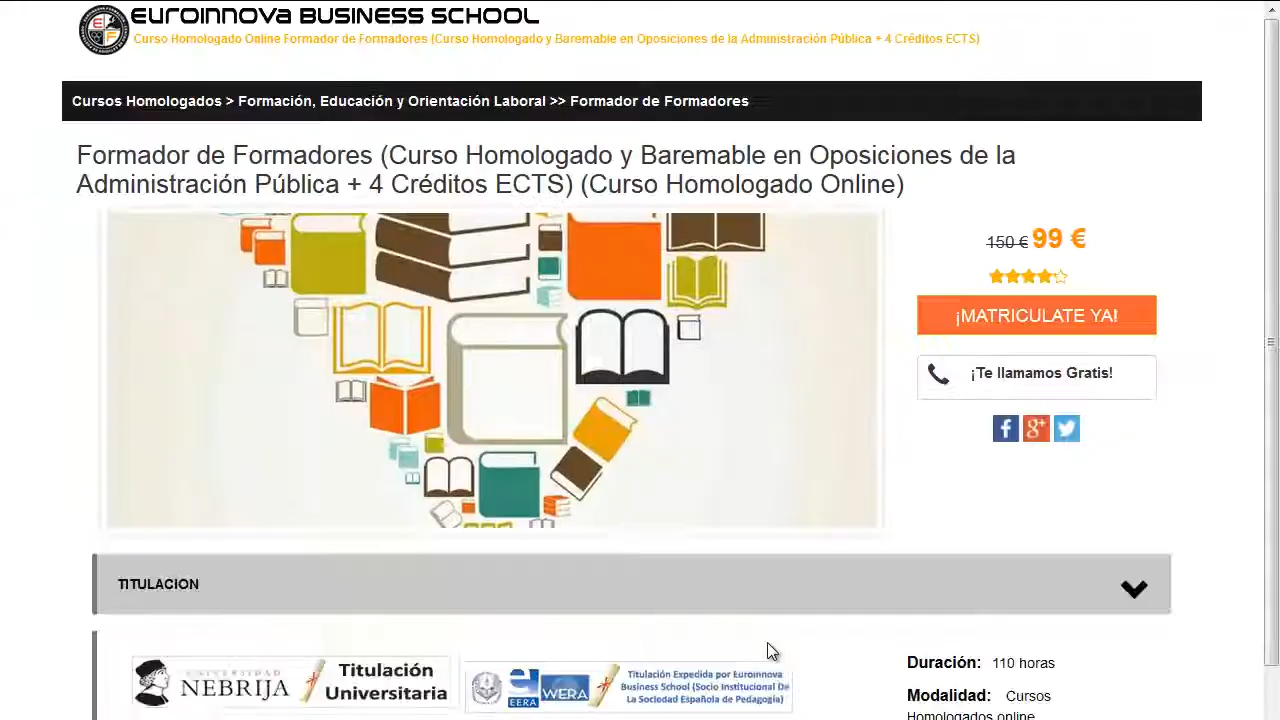 EUROINNOVA BUSINESS SCHOOL
Curso Homologado Online Formador de Formadores (Curso Homologado y Baremable en Oposiciones de la Administración Pública + 4 Créditos ECTS)
Cursos Homologados > Formación, Educación y Orientación Laboral >> Formador de Formadores
Formador de Formadores (Curso Homologado y Baremable en Oposiciones de la
Administración Pública + 4 Créditos ECTS) (Curso Homologado Online)
150 € 99 €
¡MATRICULATE YA!
¡Te llamamos Gratis!
TITULACION
UNIVERSIDAD
NEBRIJA
Titulación
Universitaria
EERA
WERA
Titulación Expedida por Euroinnova
Business School (Socio Institucional De
La Sociedad Española de Pedagogía)
Duración: 110 horas
Modalidad: Cursos
Homologados online